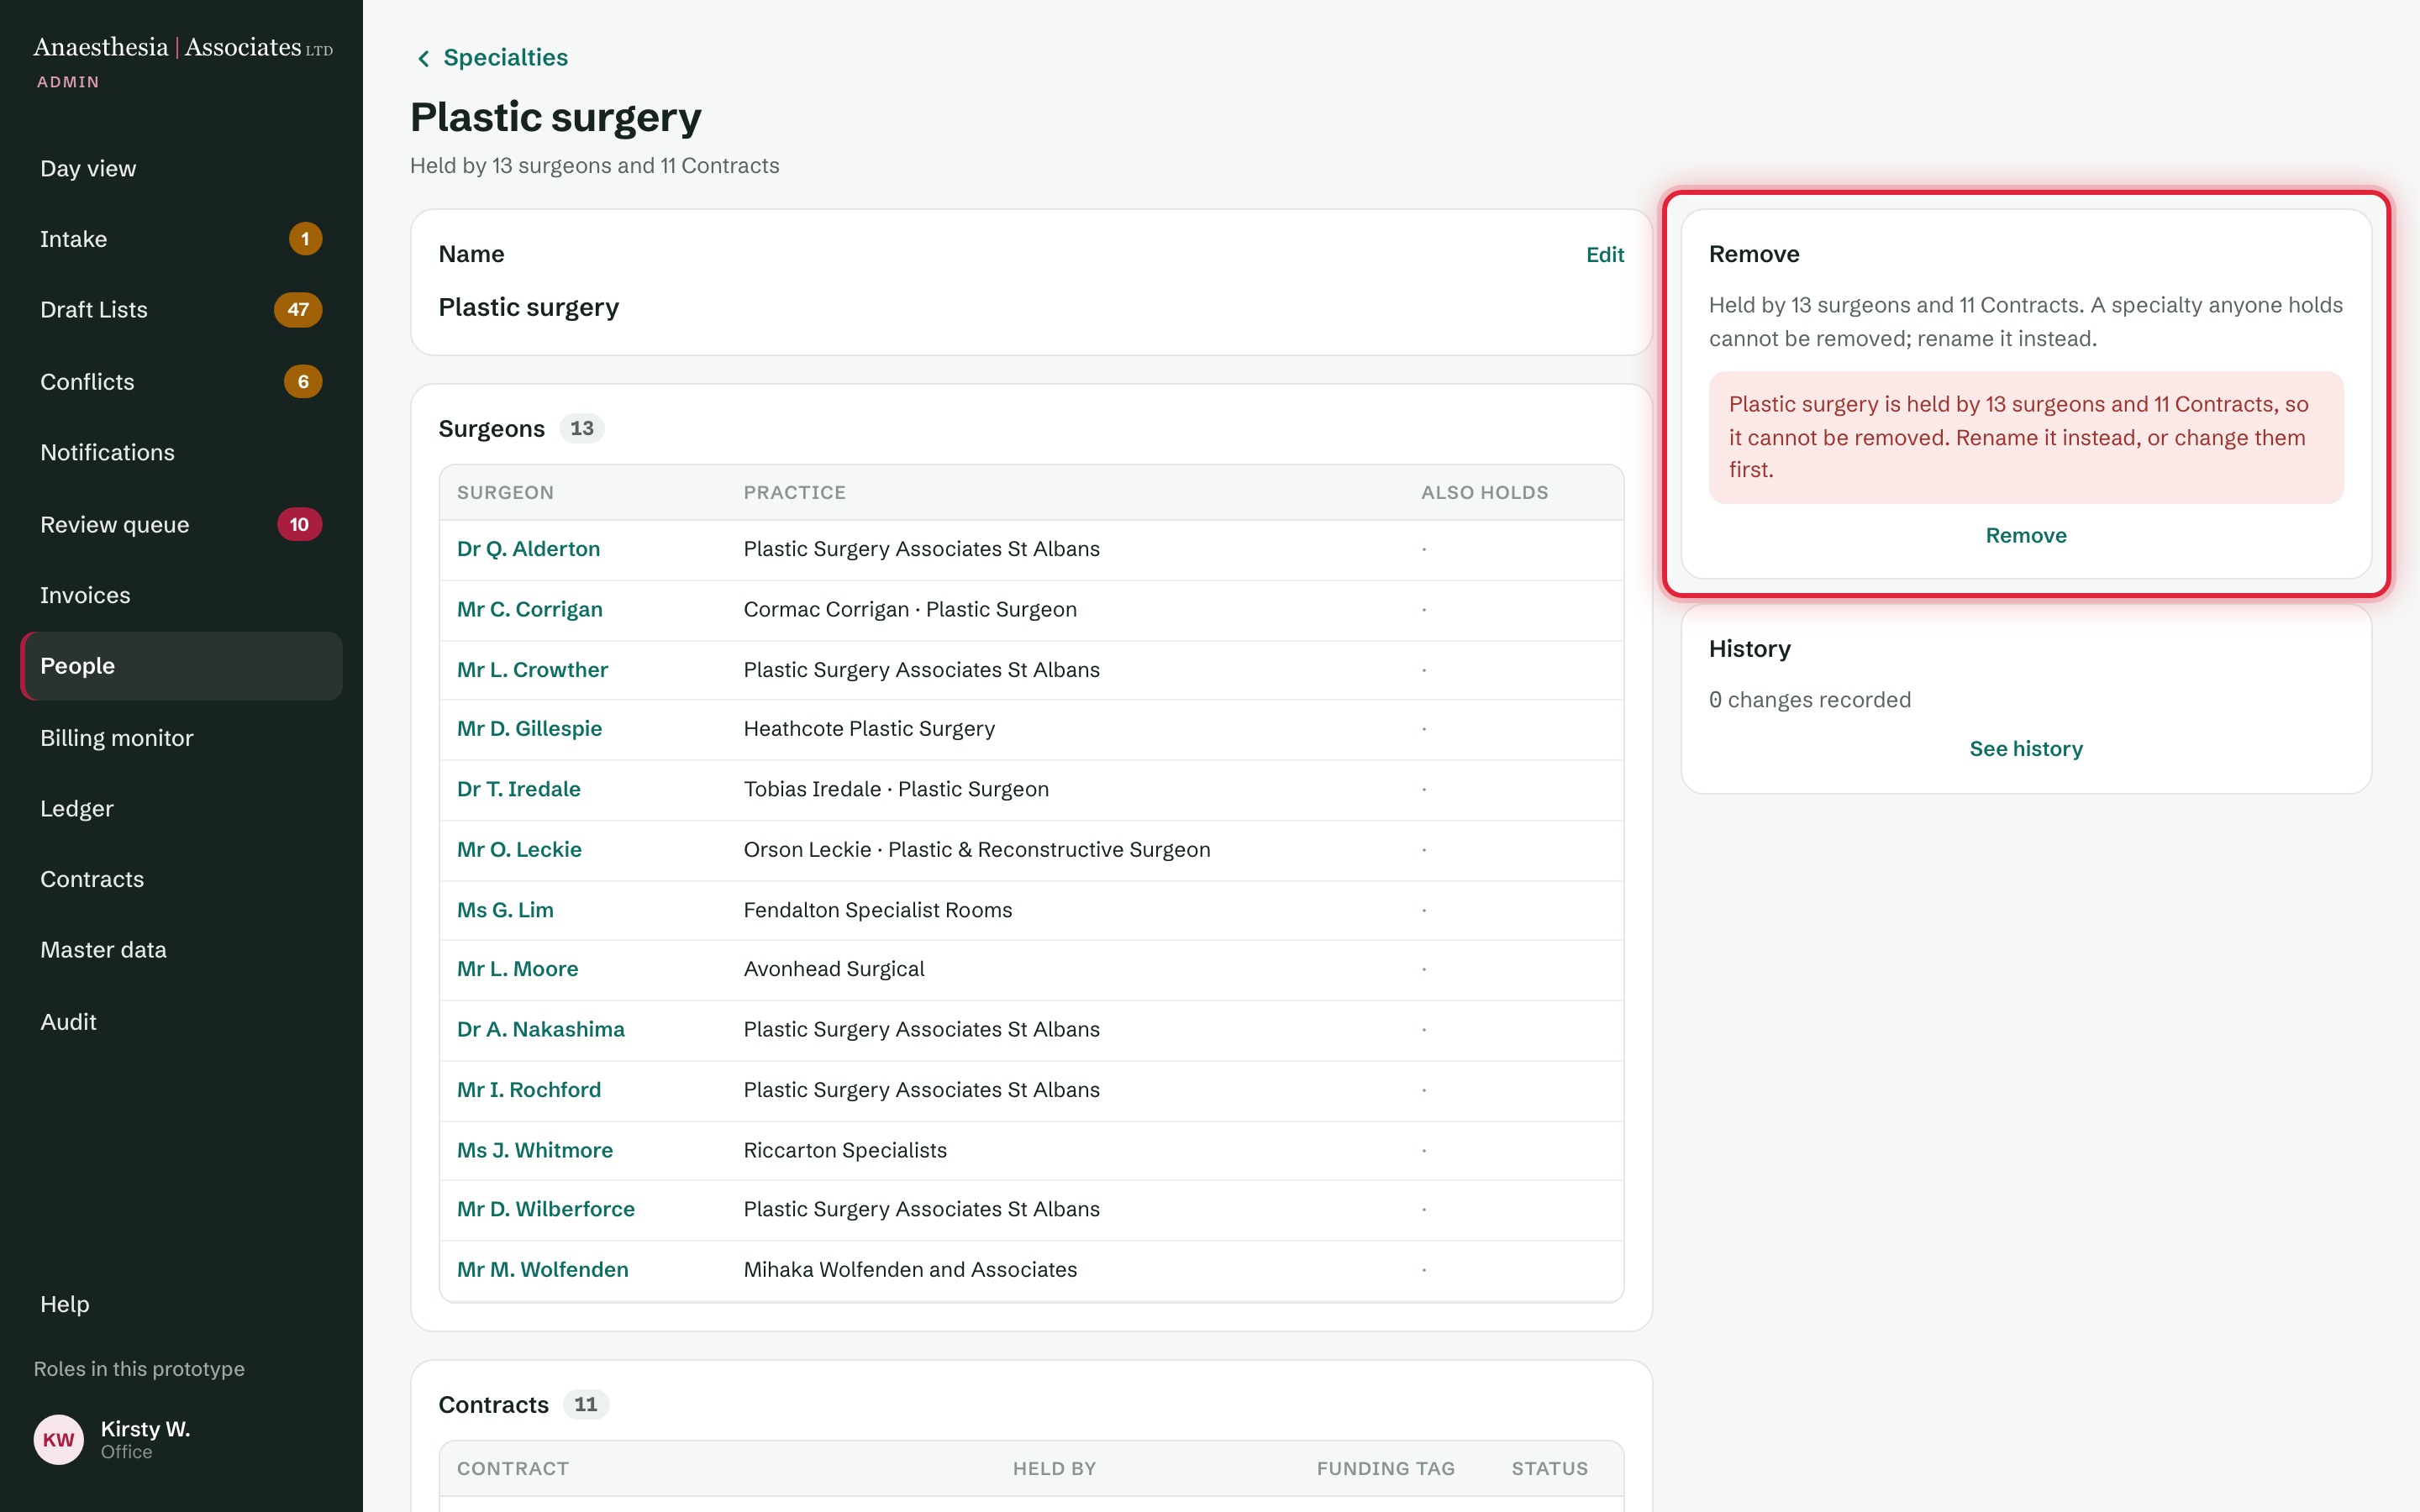 Anaesthesia | Associates LTD
ADMIN
Day view
Intake 1
Draft Lists 47
Conflicts 6
Notifications
Review queue 10
Invoices
People
Billing monitor
Ledger
Contracts
Master data
Audit
Help
Roles in this prototype
KW
Kirsty W.
Office
Specialties
Plastic surgery
Held by 13 surgeons and 11 Contracts
Name Edit
Plastic surgery
Surgeons 13
SURGEON PRACTICE ALSO HOLDS
Dr Q. Alderton Plastic Surgery Associates St Albans ·
Mr C. Corrigan Cormac Corrigan · Plastic Surgeon ·
Mr L. Crowther Plastic Surgery Associates St Albans ·
Mr D. Gillespie Heathcote Plastic Surgery ·
Dr T. Iredale Tobias Iredale · Plastic Surgeon ·
Mr O. Leckie Orson Leckie · Plastic & Reconstructive Surgeon ·
Ms G. Lim Fendalton Specialist Rooms ·
Mr L. Moore Avonhead Surgical ·
Dr A. Nakashima Plastic Surgery Associates St Albans ·
Mr I. Rochford Plastic Surgery Associates St Albans ·
Ms J. Whitmore Riccarton Specialists ·
Mr D. Wilberforce Plastic Surgery Associates St Albans ·
Mr M. Wolfenden Mihaka Wolfenden and Associates ·
Contracts 11
CONTRACT HELD BY FUNDING TAG STATUS
Remove
Held by 13 surgeons and 11 Contracts. A specialty anyone holds
cannot be removed; rename it instead.
Plastic surgery is held by 13 surgeons and 11 Contracts, so
it cannot be removed. Rename it instead, or change them
first.
Remove
History
0 changes recorded
See history